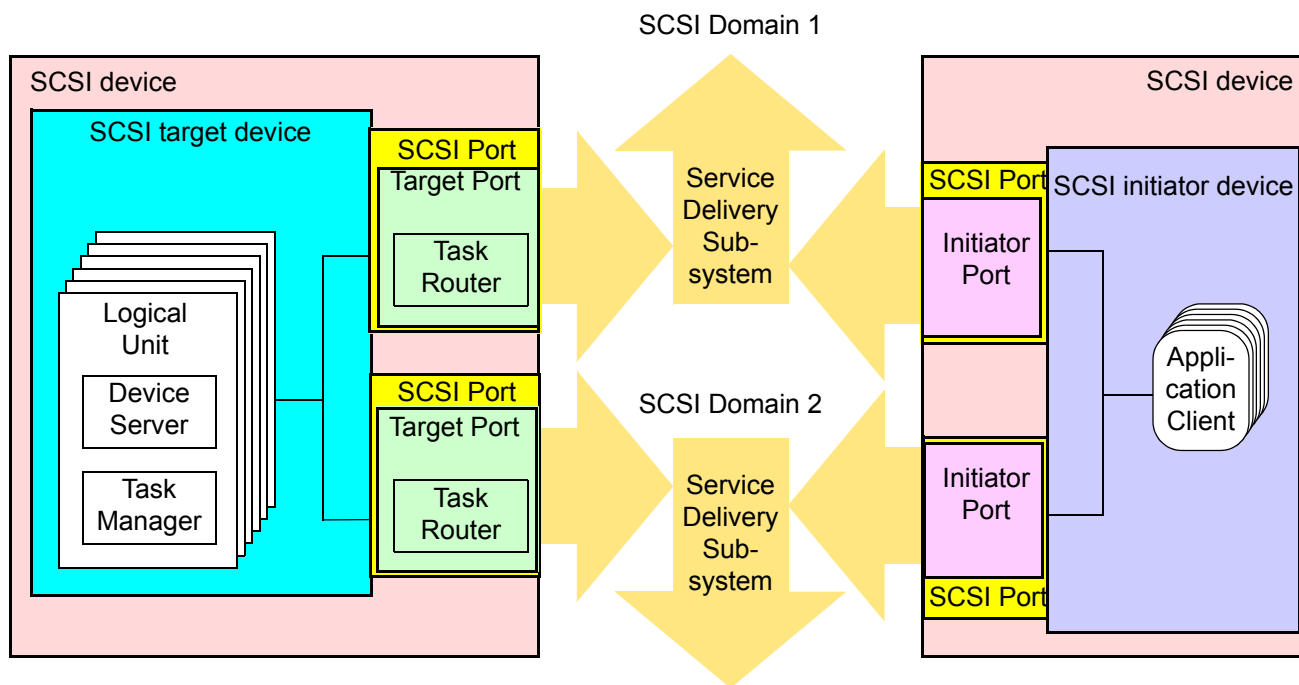 SCSI Domain 1
SCSI device
SCSI target device
SCSI Port
Target Port
Task
Router
Logical
Unit
Device
Server
Task
Manager
SCSI Port
Target Port
Task
Router
Service
Delivery
Sub-
system
SCSI Domain 2
Service
Delivery
Sub-
system
SCSI device
SCSI Port
SCSI initiator device
Initiator
Port
Appli-
cation
Client
Initiator
Port
SCSI Port